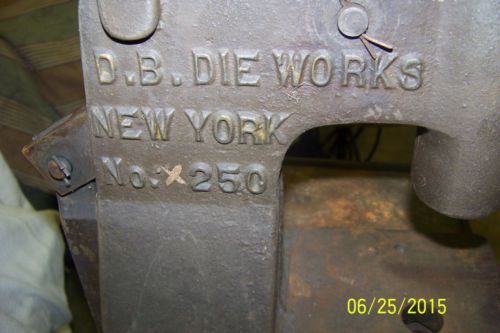 D.B. DIE WORKS
NEW YORK
No. X 250
06/25/2015